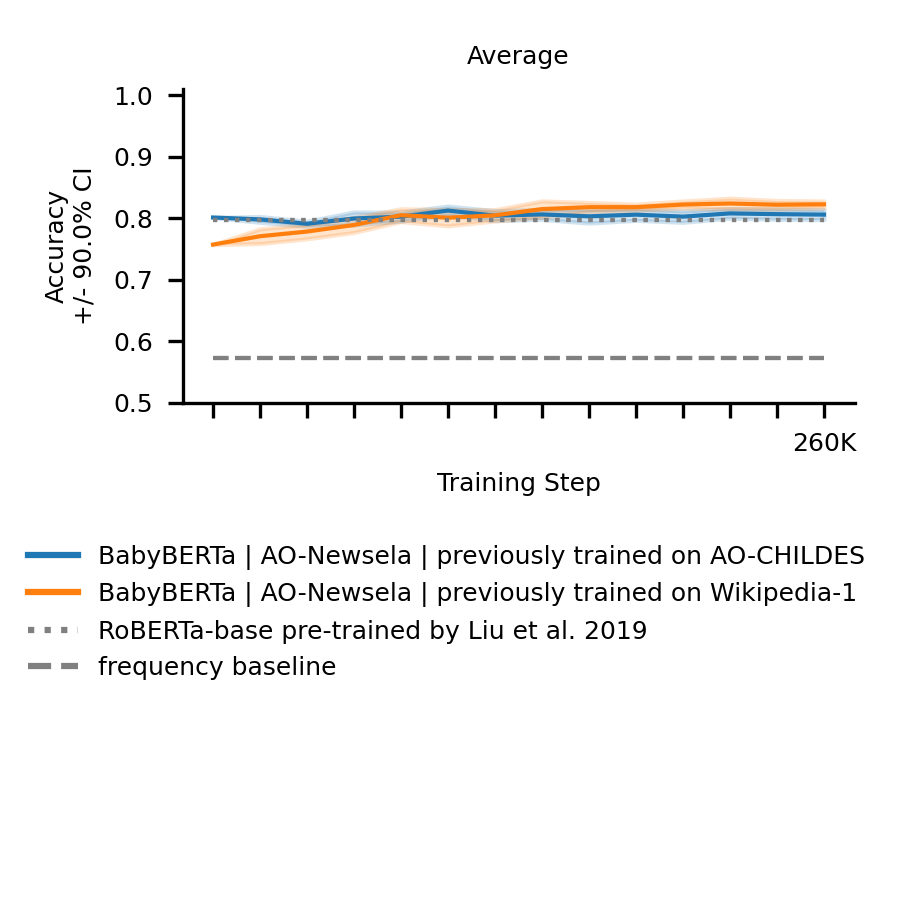 Average
1.0
0.9
0.8
0.7
0.6
0.5
Accuracy
+/- 90.0% CI
260K
Training Step
BabyBERTa | AO-Newsela | previously trained on AO-CHILDES
BabyBERTa | AO-Newsela | previously trained on Wikipedia-1
RoBERTa-base pre-trained by Liu et al. 2019
frequency baseline